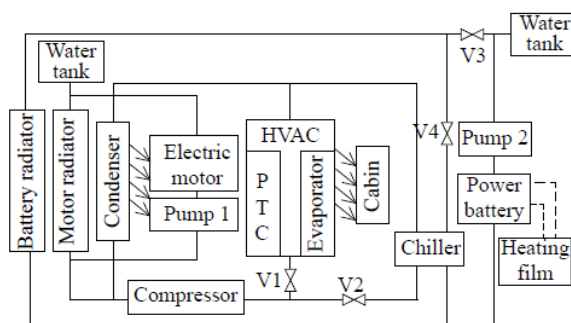 Water
tank
Water
tank
V3
Battery radiator
Motor radiator
Condenser
Electric
motor
Pump 1
HVAC
P
T
C
Evaporator
Cabin
V4
Pump 2
Power
battery
Chiller
Heating
film
V1
V2
Compressor